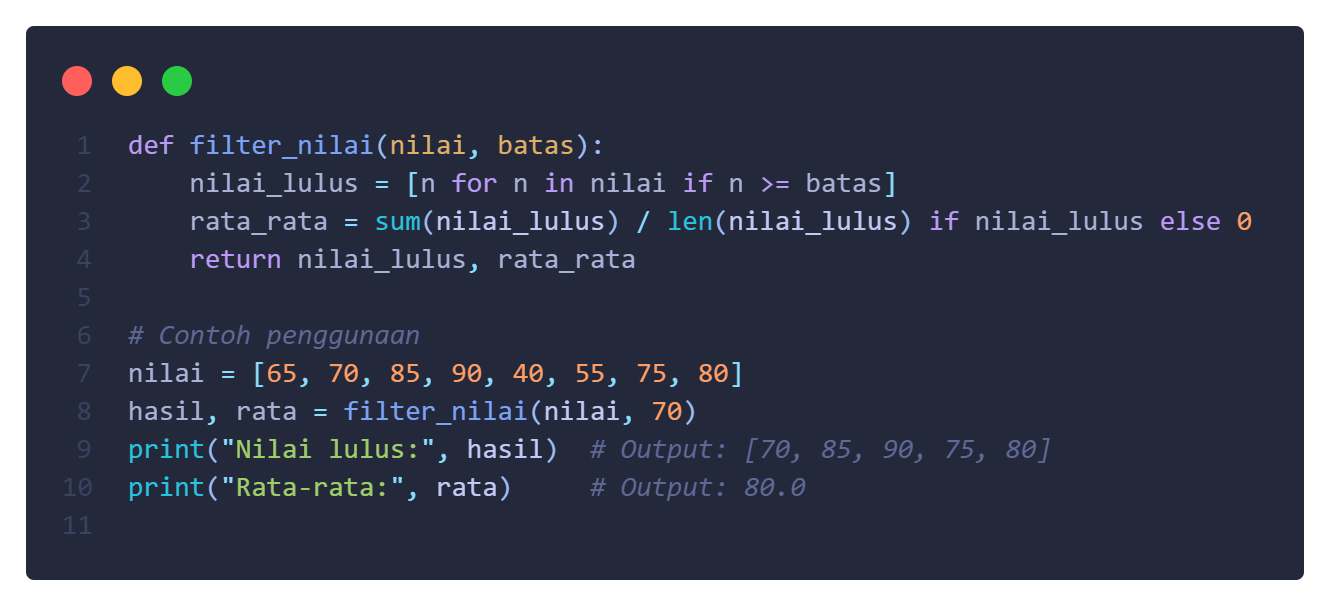 1 def filter_nilai(nilai, batas):
2     nilai_lulus = [n for n in nilai if n >= batas]
3     rata_rata = sum(nilai_lulus) / len(nilai_lulus) if nilai_lulus else 0
4     return nilai_lulus, rata_rata
5
6 # Contoh penggunaan
7 nilai = [65, 70, 85, 90, 40, 55, 75, 80]
8 hasil, rata = filter_nilai(nilai, 70)
9 print("Nilai lulus:", hasil)  # Output: [70, 85, 90, 75, 80]
10 print("Rata-rata:", rata)     # Output: 80.0
11